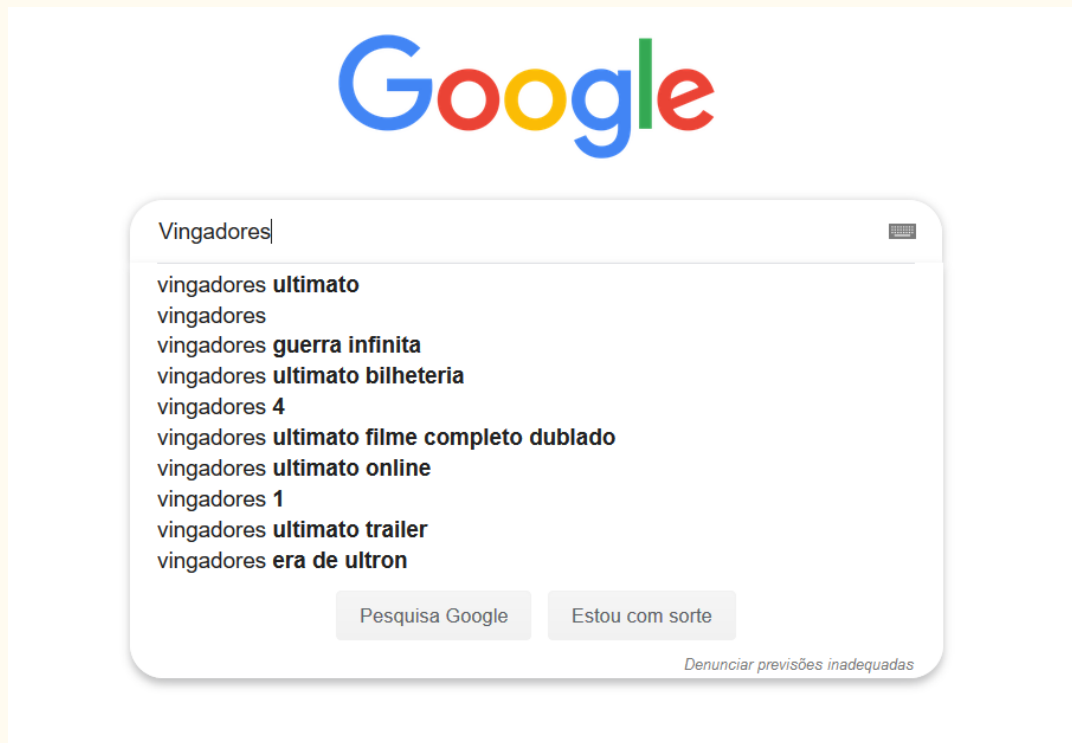 Google
Vingadores
vingadores ultimato
vingadores
vingadores guerra infinita
vingadores ultimato bilheteria
vingadores 4
vingadores ultimato filme completo dublado
vingadores ultimato online
vingadores 1
vingadores ultimato trailer
vingadores era de ultron
Pesquisa Google Estou com sorte
Denunciar previsões inadequadas